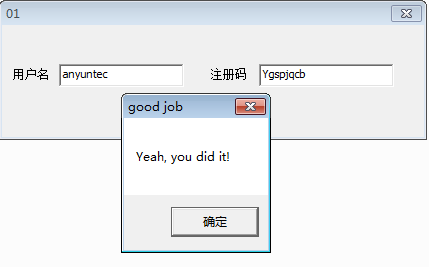 01
用户名 anyuntec 注册码 Ygspjqcb
good job
Yeah, you did it!
确定